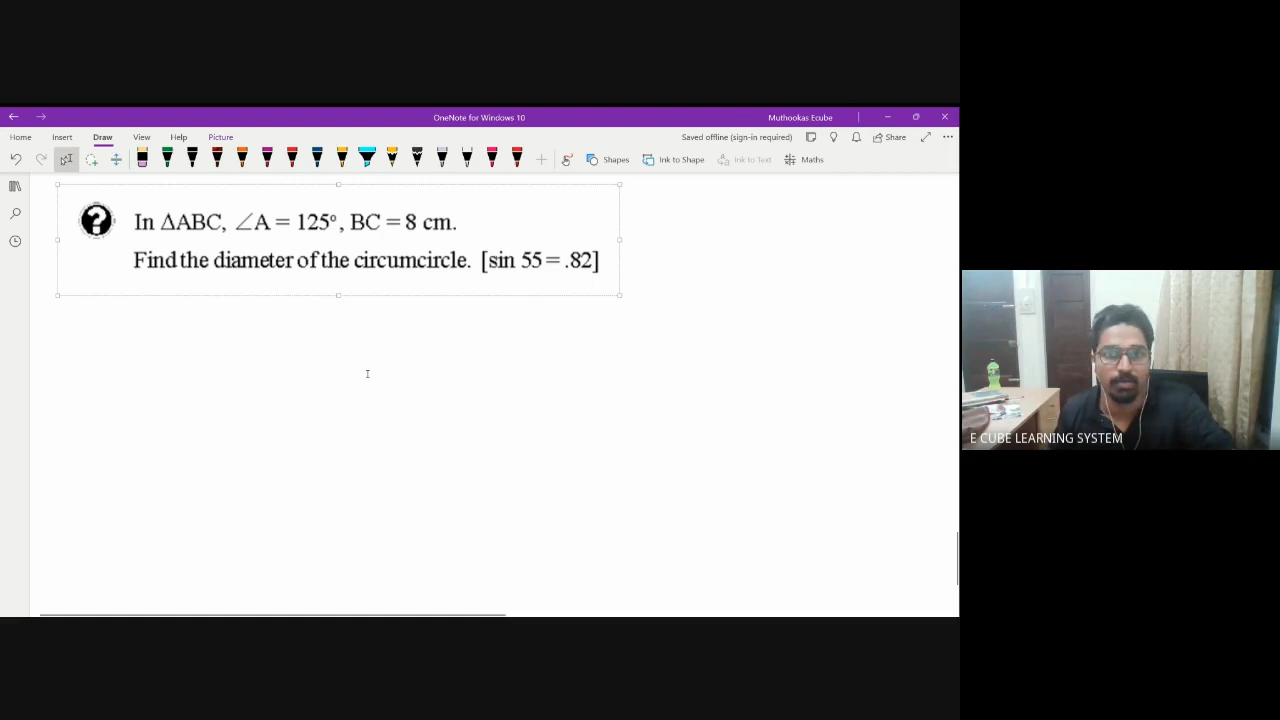 OneNote for Windows 10
Muthookas Ecube
Home Insert Draw View Help Picture
Saved offline (sign-in required)
Share
Shapes
Ink to Shape
Ink to Text
Maths
?
In ΔABC, ∠A = 125°, BC = 8 cm.
Find the diameter of the circumcircle. [sin 55 = .82]
E CUBE LEARNING SYSTEM